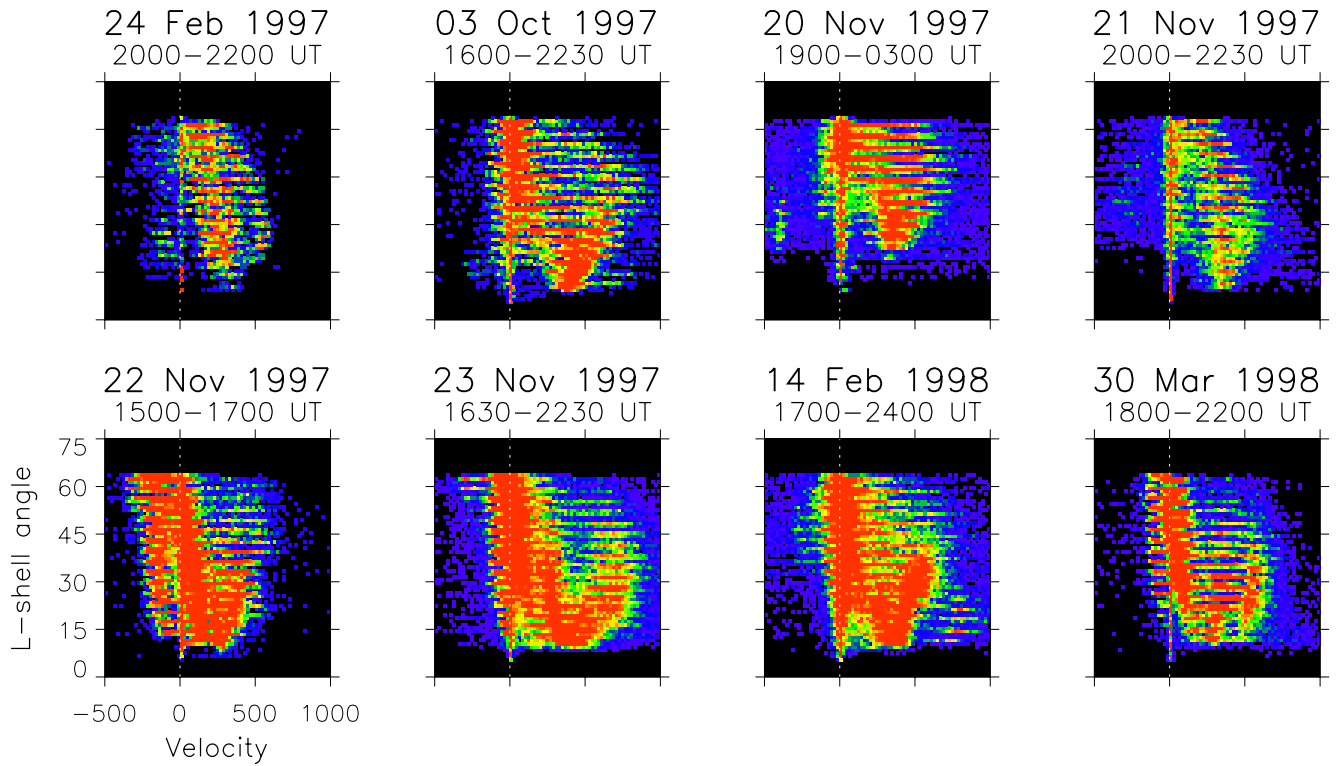 24 Feb 1997
2000-2200 UT
03 Oct 1997
1600-2230 UT
20 Nov 1997
1900-0300 UT
21 Nov 1997
2000-2230 UT
22 Nov 1997
1500-1700 UT
23 Nov 1997
1630-2230 UT
14 Feb 1998
1700-2400 UT
30 Mar 1998
1800-2200 UT
L-shell angle
75
60
45
30
15
0
-500 0 500 1000
Velocity